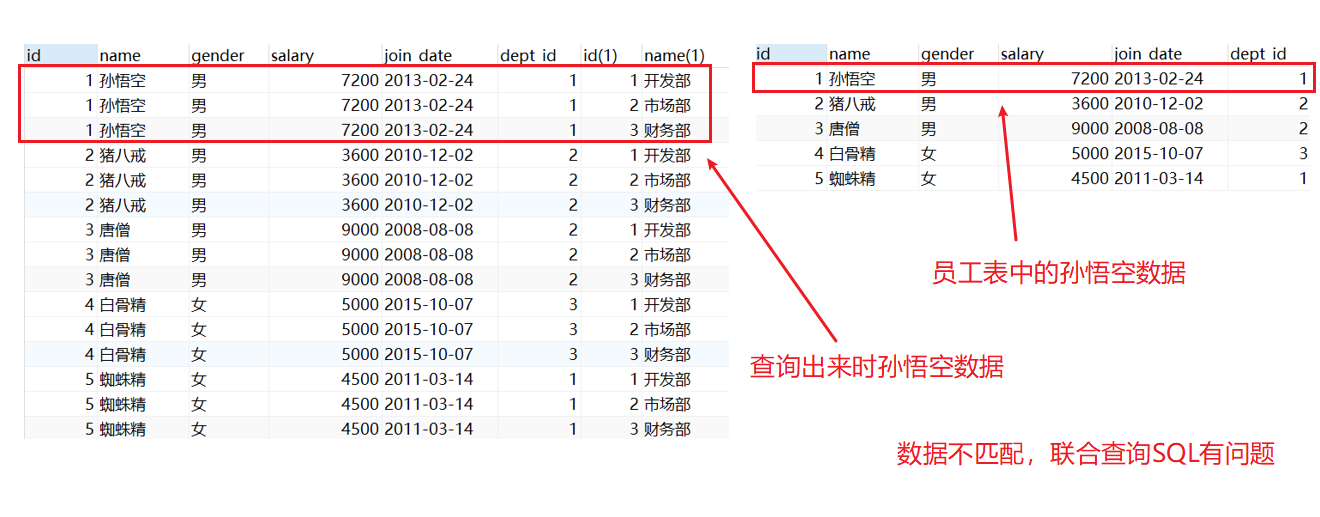 id name gender salary join_date dept_id id(1) name(1)
1 孙悟空 男 7200 2013-02-24 1 1 开发部
1 孙悟空 男 7200 2013-02-24 1 2 市场部
1 孙悟空 男 7200 2013-02-24 1 3 财务部
2 猪八戒 男 3600 2010-12-02 2 1 开发部
2 猪八戒 男 3600 2010-12-02 2 2 市场部
2 猪八戒 男 3600 2010-12-02 2 3 财务部
3 唐僧 男 9000 2008-08-08 2 1 开发部
3 唐僧 男 9000 2008-08-08 2 2 市场部
3 唐僧 男 9000 2008-08-08 2 3 财务部
4 白骨精 女 5000 2015-10-07 3 1 开发部
4 白骨精 女 5000 2015-10-07 3 2 市场部
4 白骨精 女 5000 2015-10-07 3 3 财务部
5 蜘蛛精 女 4500 2011-03-14 1 1 开发部
5 蜘蛛精 女 4500 2011-03-14 1 2 市场部
5 蜘蛛精 女 4500 2011-03-14 1 3 财务部
id name gender salary join_date dept_id
1 孙悟空 男 7200 2013-02-24 1
2 猪八戒 男 3600 2010-12-02 2
3 唐僧 男 9000 2008-08-08 2
4 白骨精 女 5000 2015-10-07 3
5 蜘蛛精 女 4500 2011-03-14 1
员工表中的孙悟空数据
查询出来时孙悟空数据
数据不匹配，联合查询SQL有问题